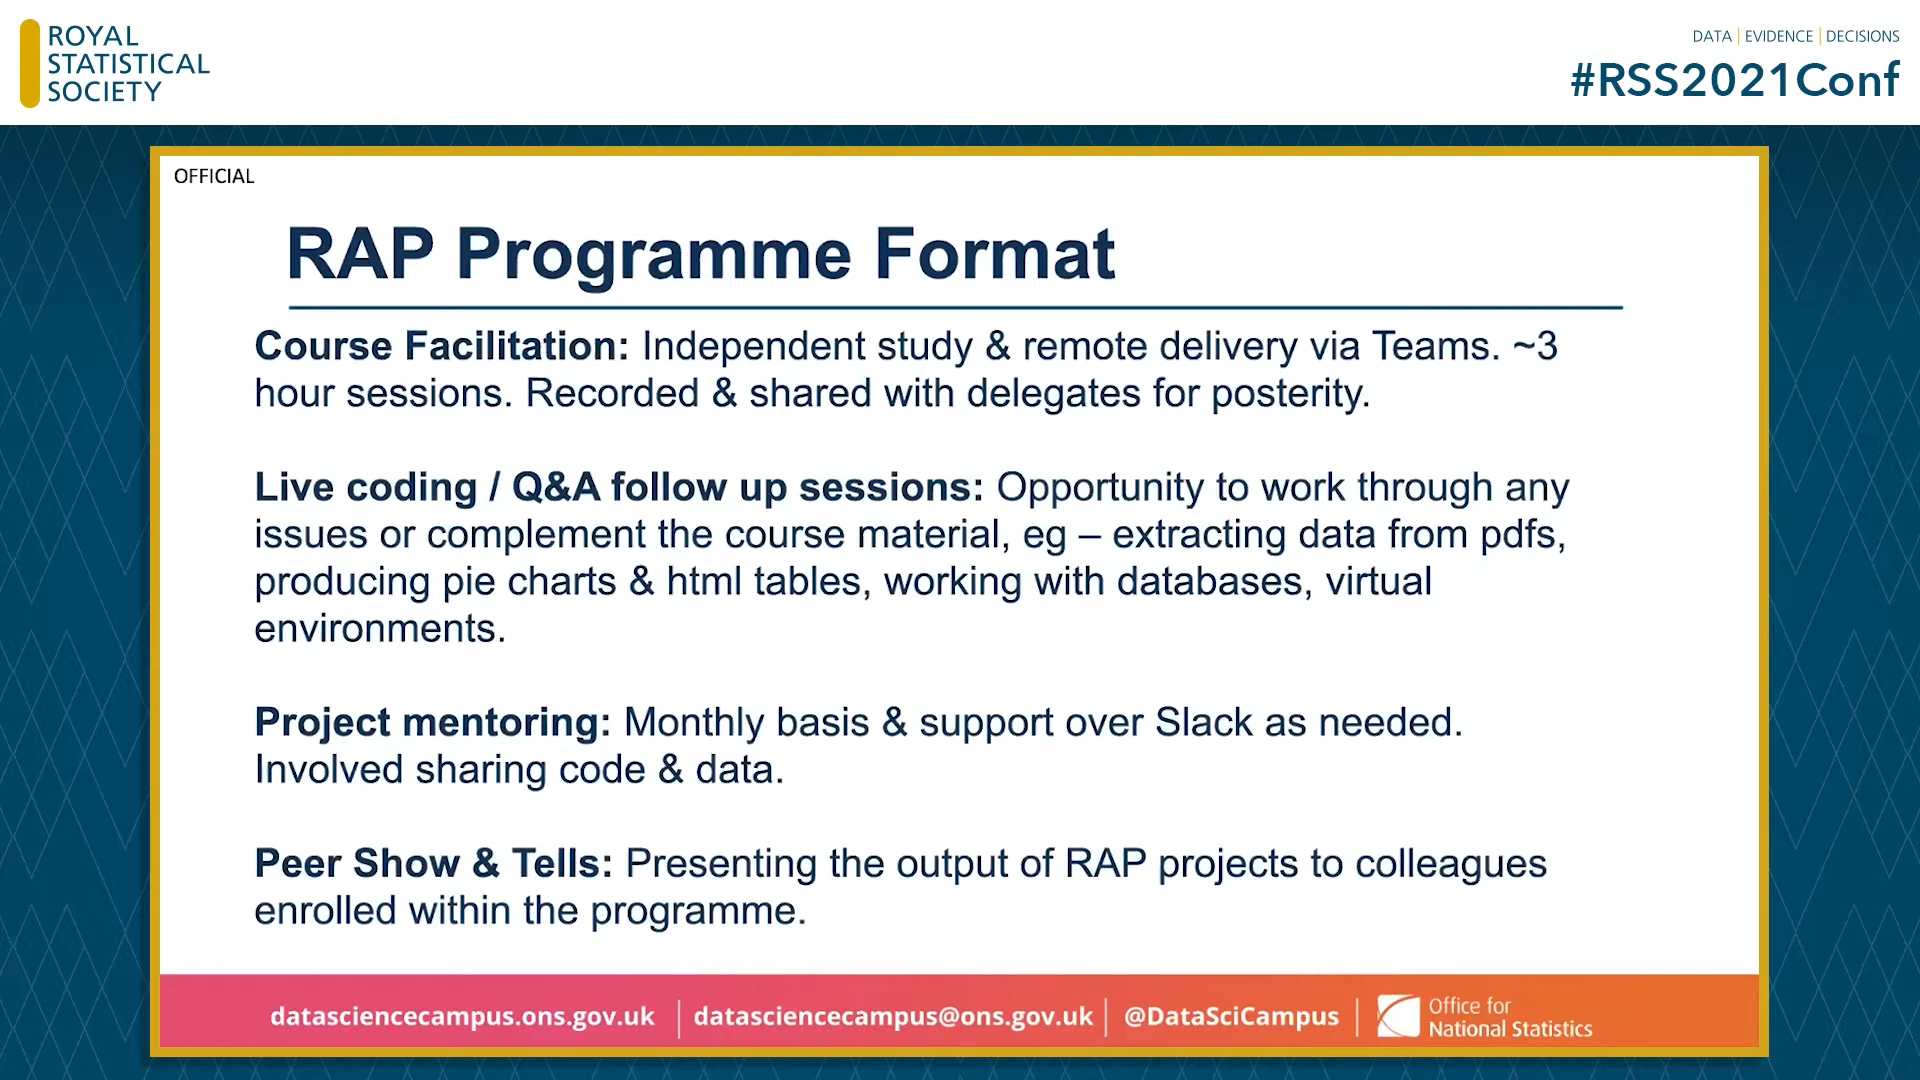 ROYAL
STATISTICAL
SOCIETY
DATA | EVIDENCE | DECISIONS
#RSS2021Conf
OFFICIAL
RAP Programme Format
Course Facilitation: Independent study & remote delivery via Teams. ~3
hour sessions. Recorded & shared with delegates for posterity.
Live coding / Q&A follow up sessions: Opportunity to work through any
issues or complement the course material, eg – extracting data from pdfs,
producing pie charts & html tables, working with databases, virtual
environments.
Project mentoring: Monthly basis & support over Slack as needed.
Involved sharing code & data.
Peer Show & Tells: Presenting the output of RAP projects to colleagues
enrolled within the programme.
datasciencecampus.ons.gov.uk | datasciencecampus@ons.gov.uk | @DataSciCampus |
Office for
National Statistics